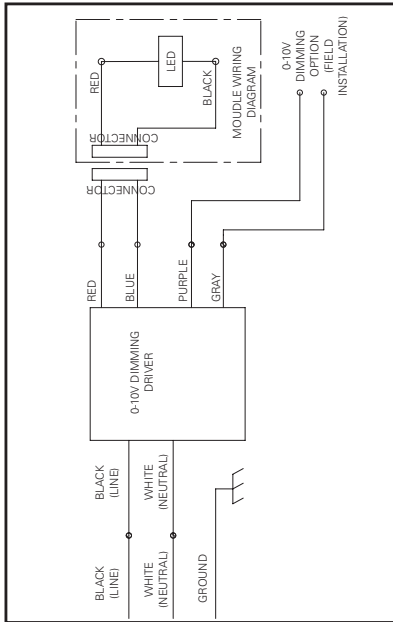 RED
LED
BLACK
MOUDLE WIRING
DIAGRAM
CONNECTOR
CONNECTOR
0-10V
DIMMING
OPTION
(FIELD
INSTALLATION)
RED
BLUE
PURPLE
GRAY
0-10V DIMMING
DRIVER
BLACK
(LINE)
WHITE
(NEUTRAL)
BLACK
(LINE)
WHITE
(NEUTRAL)
GROUND